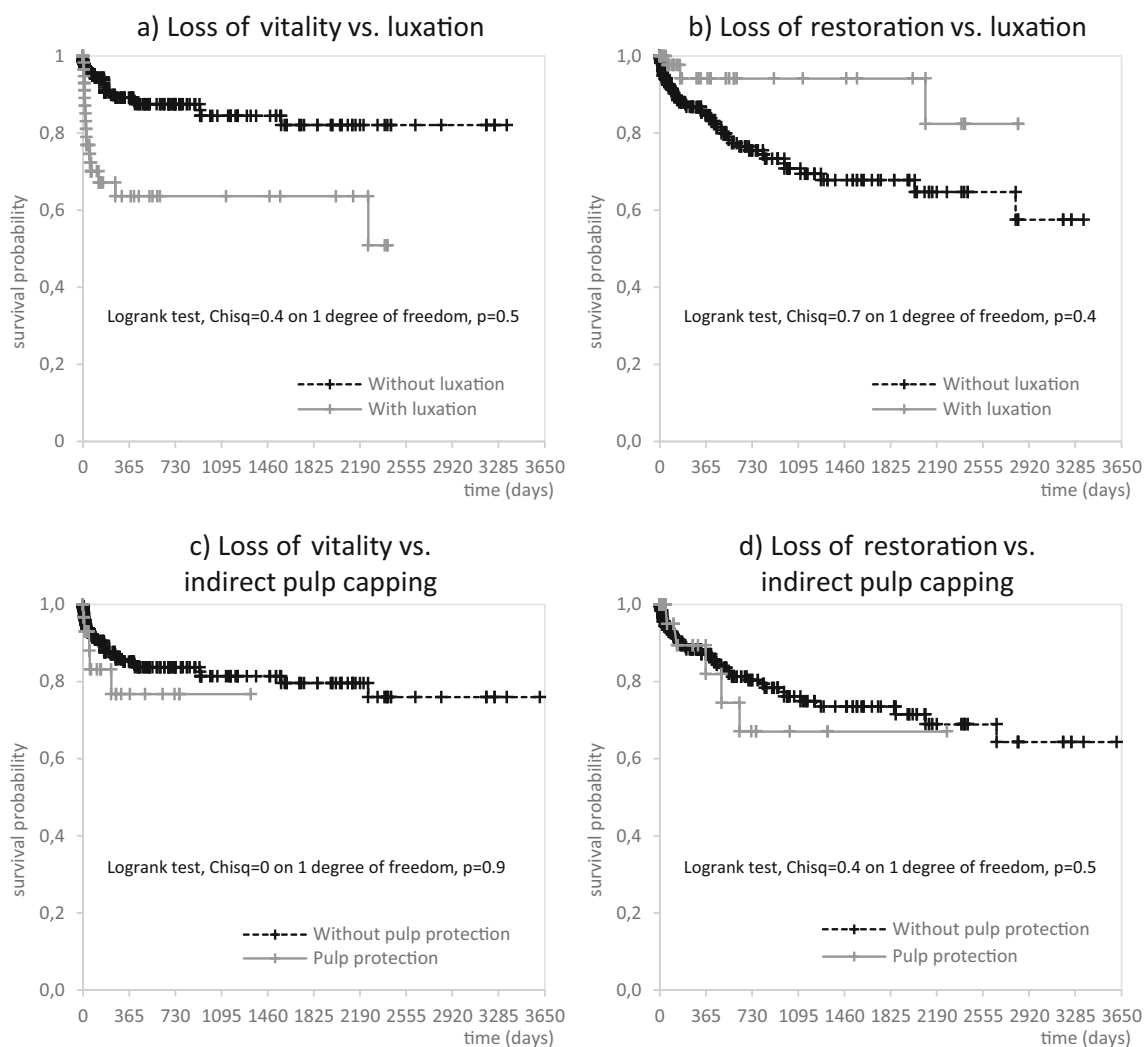 a) Loss of vitality vs. luxation
survival probability
1
0,8
0,6
0,4
0,2
0
Logrank test, Chisq=0.4 on 1 degree of freedom, p=0.5
Without luxation
With luxation
0 365 730 1095 1460 1825 2190 2555 2920 3285 3650
time (days)
b) Loss of restoration vs. luxation
survival probability
1,0
0,8
0,6
0,4
0,2
0,0
Logrank test, Chisq=0.7 on 1 degree of freedom, p=0.4
Without luxation
With luxation
0 365 730 1095 1460 1825 2190 2555 2920 3285 3650
time (days)
c) Loss of vitality vs.
indirect pulp capping
survival probability
1,0
0,8
0,6
0,4
0,2
0,0
Logrank test, Chisq=0 on 1 degree of freedom, p=0.9
Without pulp protection
Pulp protection
0 365 730 1095 1460 1825 2190 2555 2920 3285 3650
time (days)
d) Loss of restoration vs.
indirect pulp capping
survival probability
1,0
0,8
0,6
0,4
0,2
0,0
Logrank test, Chisq=0.4 on 1 degree of freedom, p=0.5
Without pulp protection
Pulp protection
0 365 730 1095 1460 1825 2190 2555 2920 3285 3650
time (days)